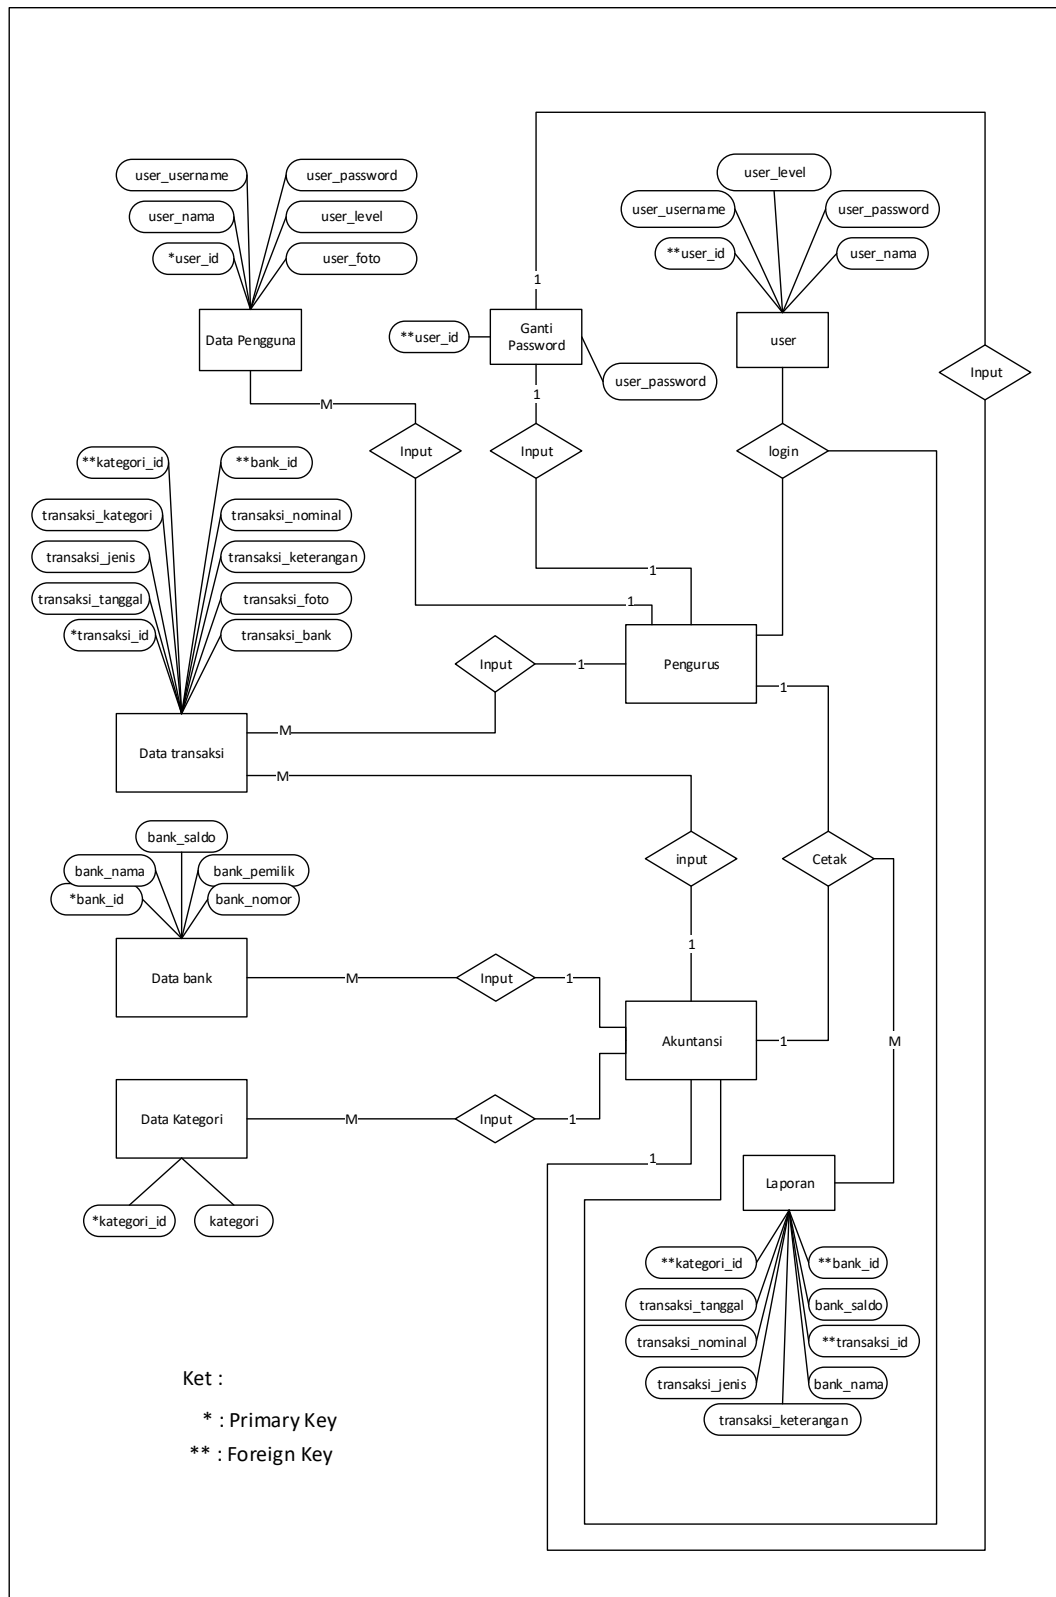 user_level
user_username
user_password
user_username
user_password
user_nama
user_level
**user_id
user_nama
*user_id
user_foto
1
Data Pengguna
**user_id
Ganti
Password
user
Input
user_password
1
M
Input
Input
login
**kategori_id
**bank_id
transaksi_kategori
transaksi_nominal
transaksi_jenis
transaksi_keterangan
1
transaksi_tanggal
transaksi_foto
1
*transaksi_id
transaksi_bank
Input
1
Pengurus
1
M
Data transaksi
M
bank_saldo
bank_nama
bank_pemilik
input
Cetak
*bank_id
bank_nomor
1
Data bank
M
Input
1
Akuntansi
1
M
Data Kategori
M
Input
1
1
Laporan
*kategori_id
kategori
**kategori_id
**bank_id
transaksi_tanggal
bank_saldo
transaksi_nominal
**transaksi_id
transaksi_jenis
bank_nama
transaksi_keterangan
Ket :
* : Primary Key
** : Foreign Key